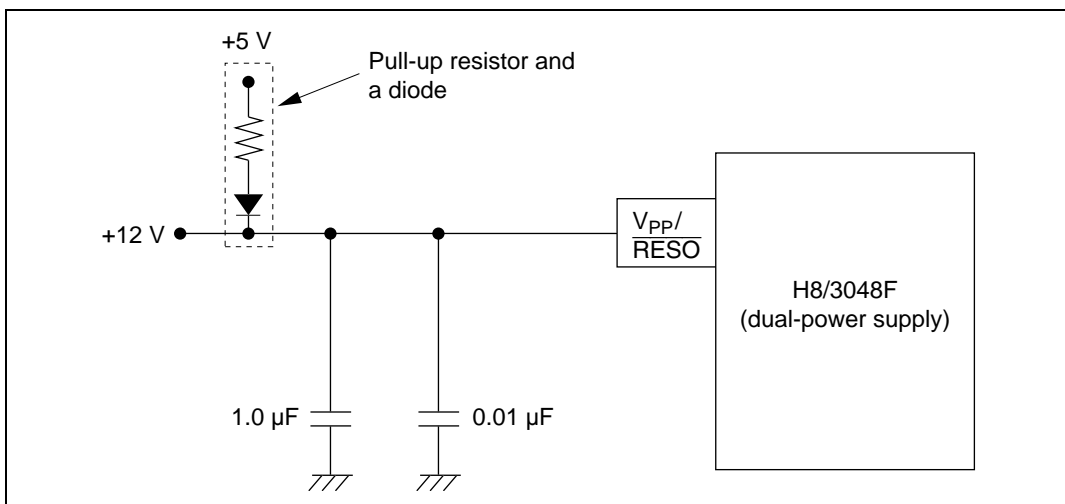 +5 V
Pull-up resistor and
a diode
+12 V
VPP/
RESO
H8/3048F
(dual-power supply)
1.0 µF
0.01 µF